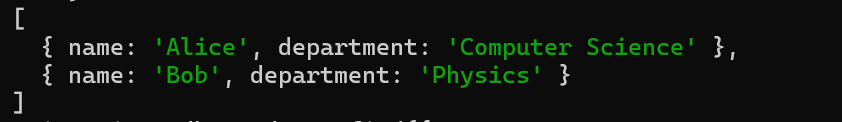 [
  { name: 'Alice', department: 'Computer Science' },
  { name: 'Bob', department: 'Physics' }
]